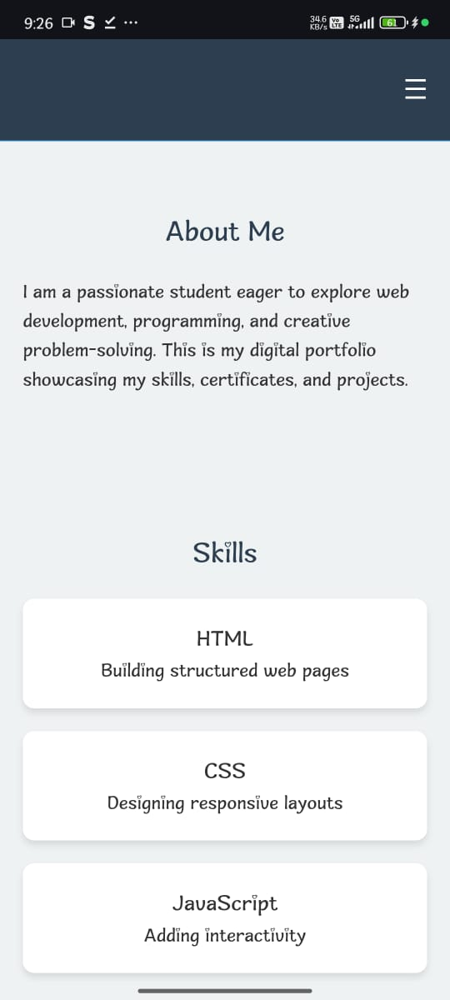 9:26 S ...
34.6 KB/s Vo LTE 5G 61
About Me
I am a passionate student eager to explore web
development, programming, and creative
problem-solving. This is my digital portfolio
showcasing my skills, certificates, and projects.
Skills
HTML
Building structured web pages
CSS
Designing responsive layouts
JavaScript
Adding interactivity